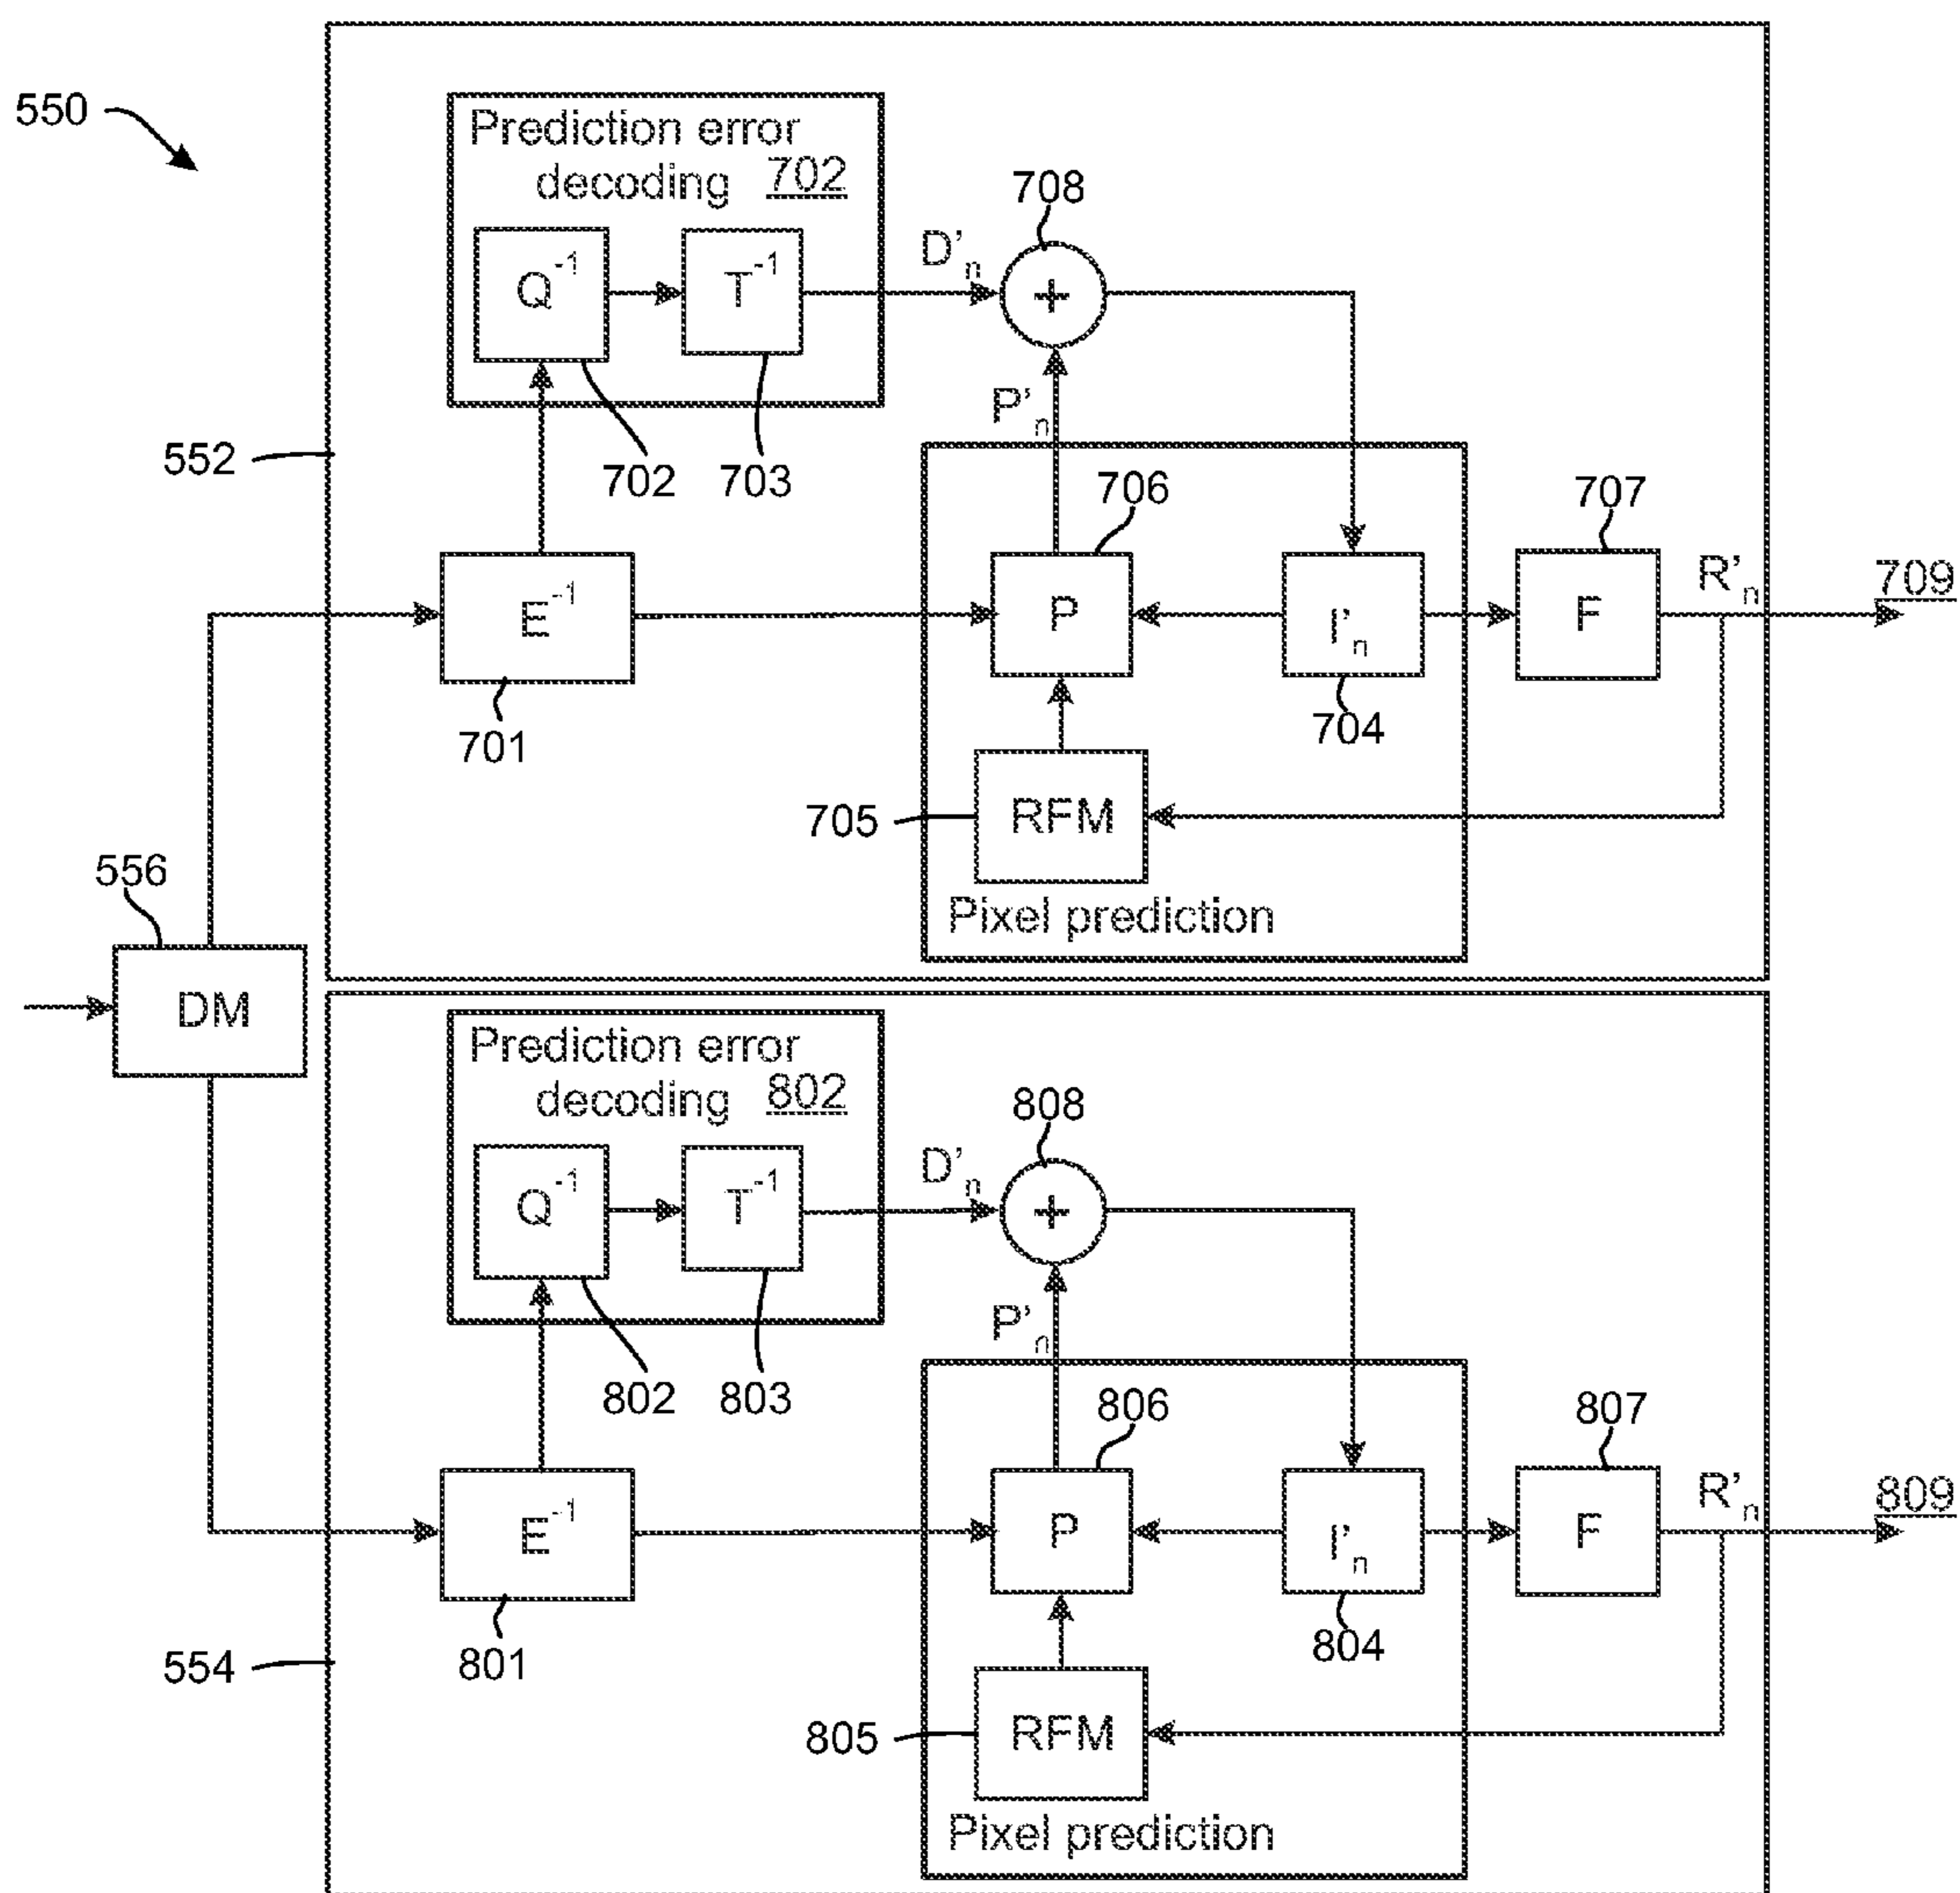 550
Prediction error
decoding 702
708
Q⁻¹
T⁻¹
D'ₙ
+
P'ₙ
552
702
703
706
707
E⁻¹
P
I'ₙ
F
R'ₙ
709
701
704
705
RFM
Pixel prediction
556
DM
Prediction error
decoding 802
808
Q⁻¹
T⁻¹
D'ₙ
+
P'ₙ
802
803
806
807
E⁻¹
P
I'ₙ
F
R'ₙ
809
801
804
554
805
RFM
Pixel prediction